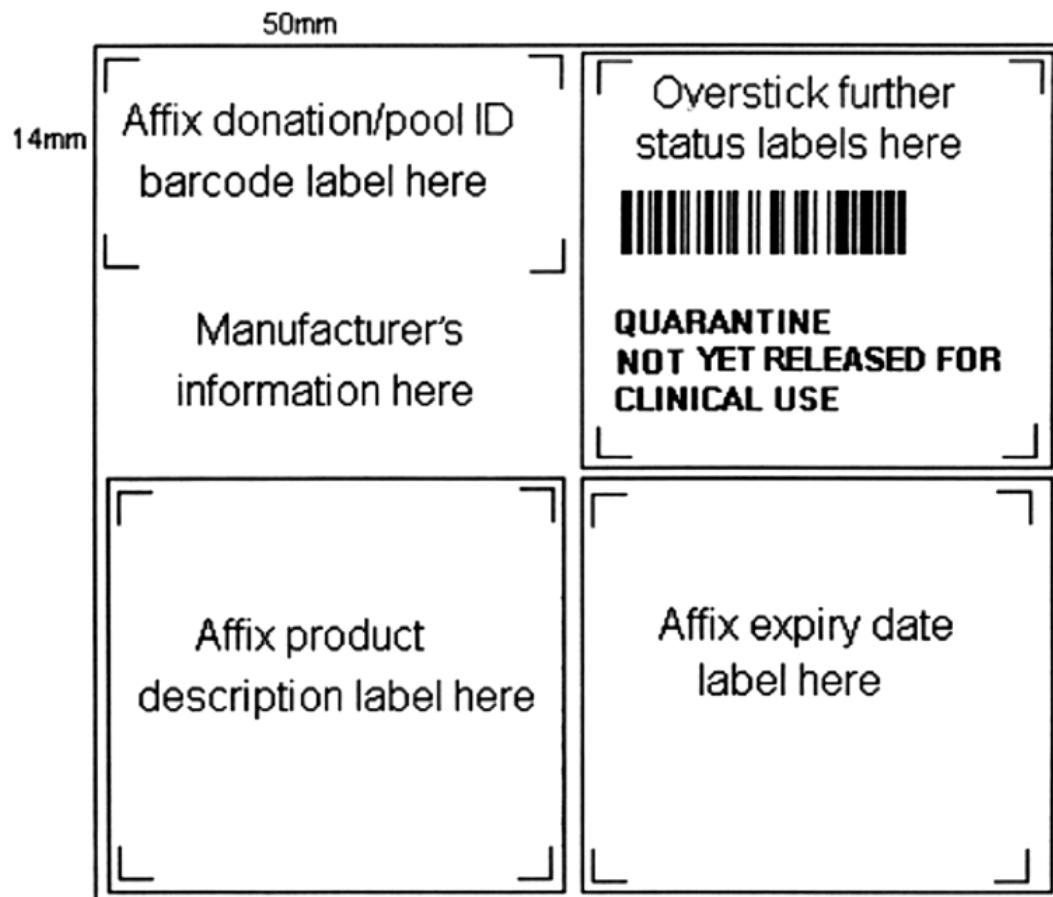 50mm
14mm
Affix donation/pool ID
barcode label here
Manufacturer's
information here
Overstick further
status labels here
QUARANTINE
NOT YET RELEASED FOR
CLINICAL USE
Affix product
description label here
Affix expiry date
label here